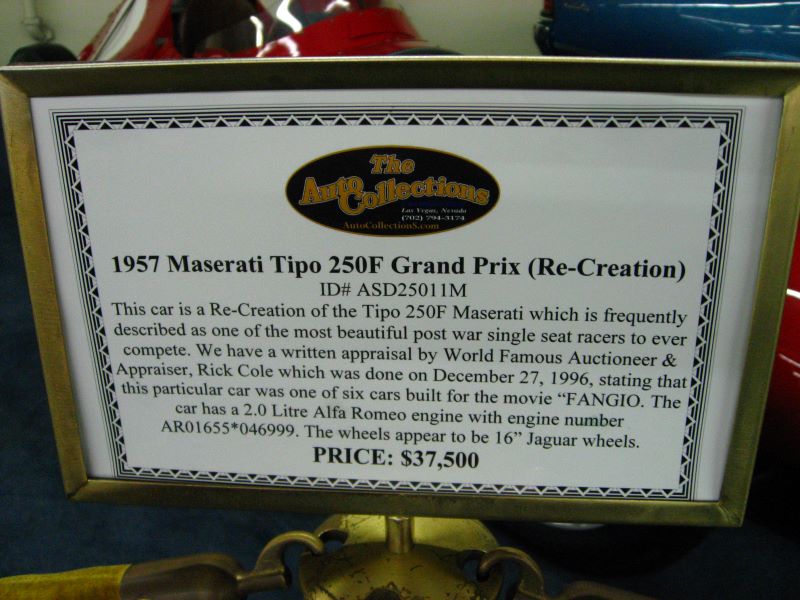 The
Auto Collections
Las Vegas, Nevada
(702) 794-3174
AutoCollectionS.com
1957 Maserati Tipo 250F Grand Prix (Re-Creation)
ID# ASD25011M
This car is a Re-Creation of the Tipo 250F Maserati which is frequently
described as one of the most beautiful post war single seat racers to ever
compete. We have a written appraisal by World Famous Auctioneer &
Appraiser, Rick Cole which was done on December 27, 1996, stating that
this particular car was one of six cars built for the movie “FANGIO. The
car has a 2.0 Litre Alfa Romeo engine with engine number
AR01655*046999. The wheels appear to be 16” Jaguar wheels.
PRICE: $37,500